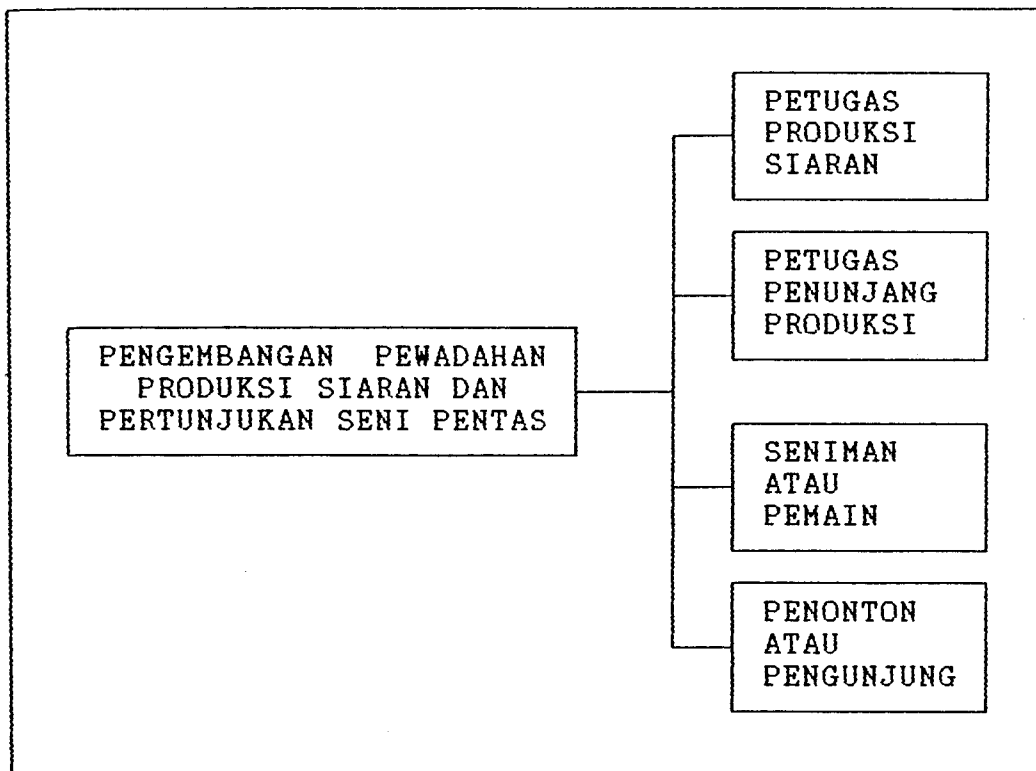 PETUGAS
PRODUKSI
SIARAN
PETUGAS
PENUNJANG
PRODUKSI
PENGEMBANGAN PEWADAHAN
PRODUKSI SIARAN DAN
PERTUNJUKAN SENI PENTAS
SENIMAN
ATAU
PEMAIN
PENONTON
ATAU
PENGUNJUNG